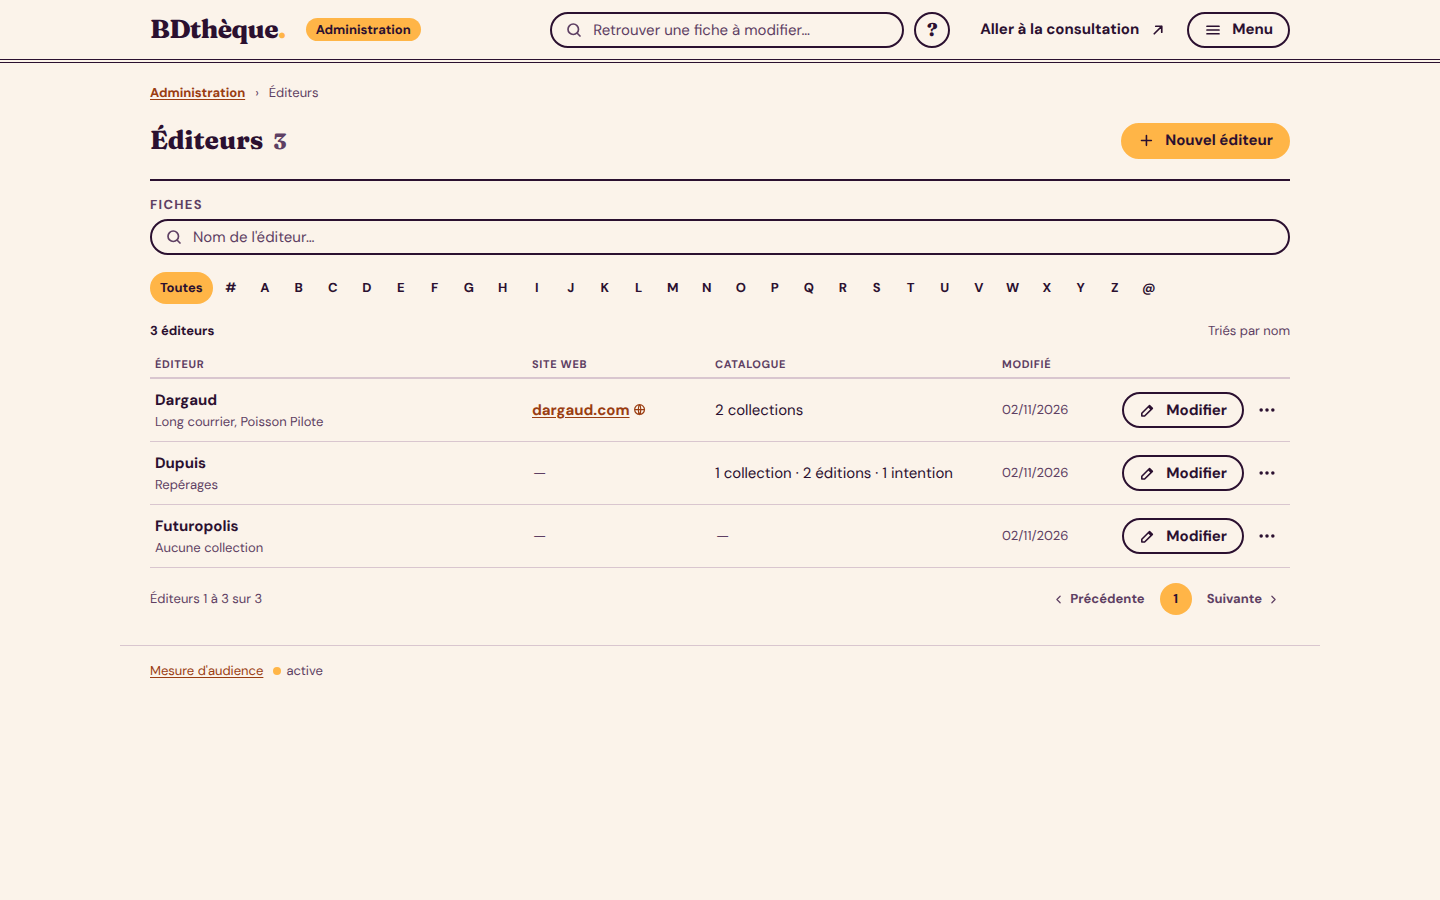 BDthèque. Administration Retrouver une fiche à modifier... ? Aller à la consultation Menu
Administration › Éditeurs
Éditeurs 3 Nouvel éditeur
FICHES
Nom de l'éditeur...
Toutes # A B C D E F G H I J K L M N O P Q R S T U V W X Y Z @
3 éditeurs Triés par nom
ÉDITEUR SITE WEB CATALOGUE MODIFIÉ
Dargaud
Long courrier, Poisson Pilote
dargaud.com 2 collections 02/11/2026 Modifier
Dupuis
Repérages
— 1 collection · 2 éditions · 1 intention 02/11/2026 Modifier
Futuropolis
Aucune collection
— — 02/11/2026 Modifier
Éditeurs 1 à 3 sur 3 Précédente 1 Suivante
Mesure d'audience active